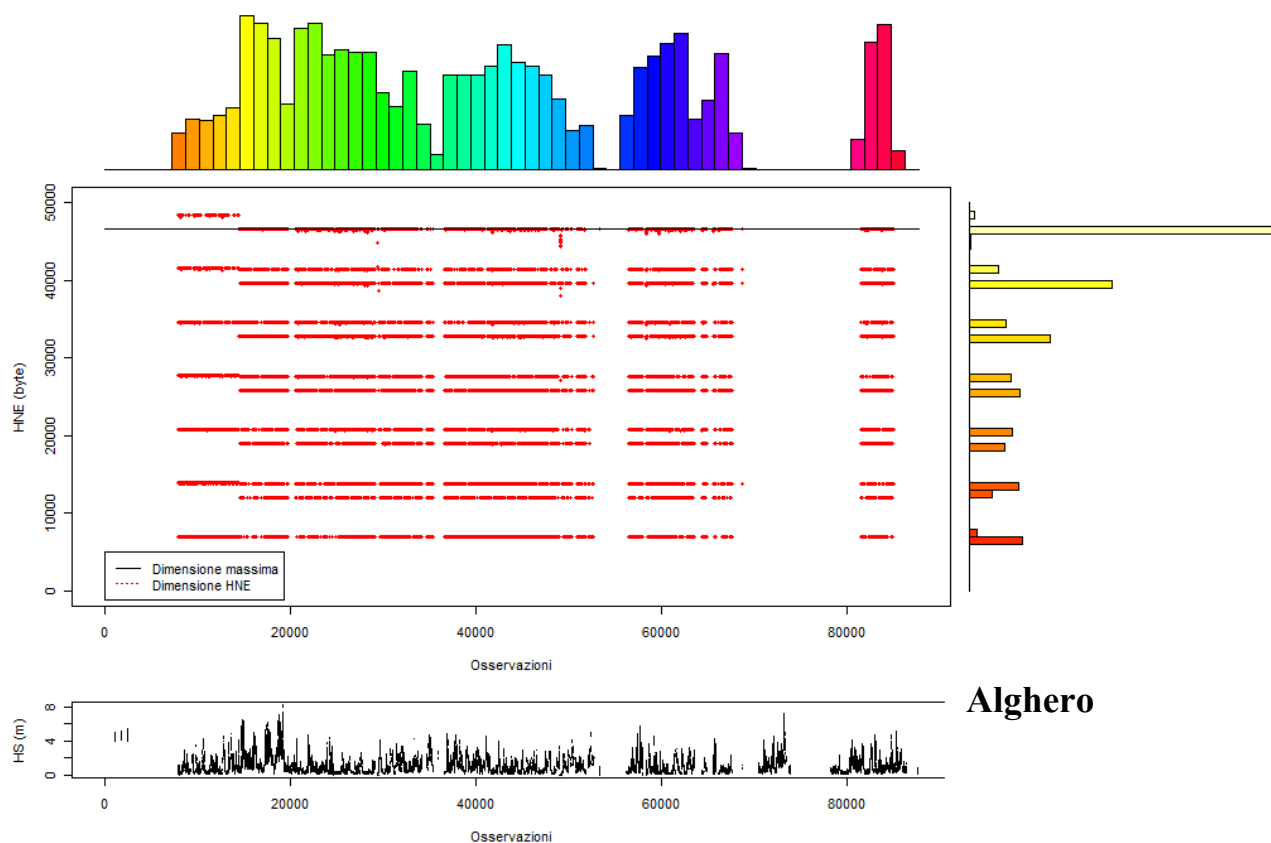 50000
40000
30000
20000
10000
0
HNE (byte)
Dimensione massima
Dimensione HNE
0 20000 40000 60000 80000
Osservazioni
Alghero
8
4
0
HS (m)
0 20000 40000 60000 80000
Osservazioni